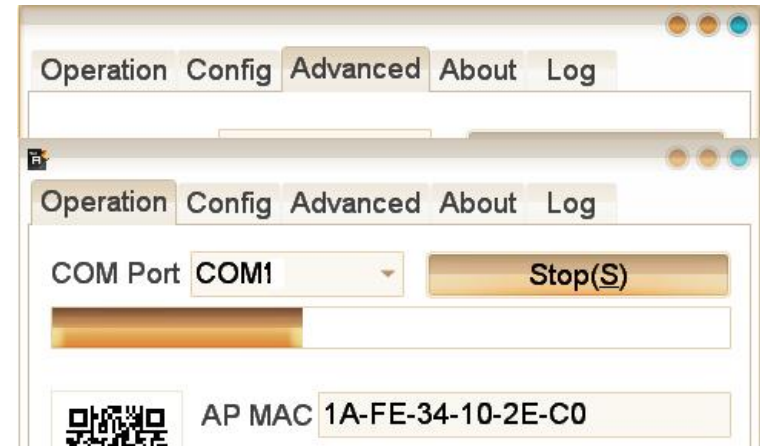 Operation Config Advanced About Log
Operation Config Advanced About Log
COM Port COM1 Stop(S)
AP MAC 1A-FE-34-10-2E-C0